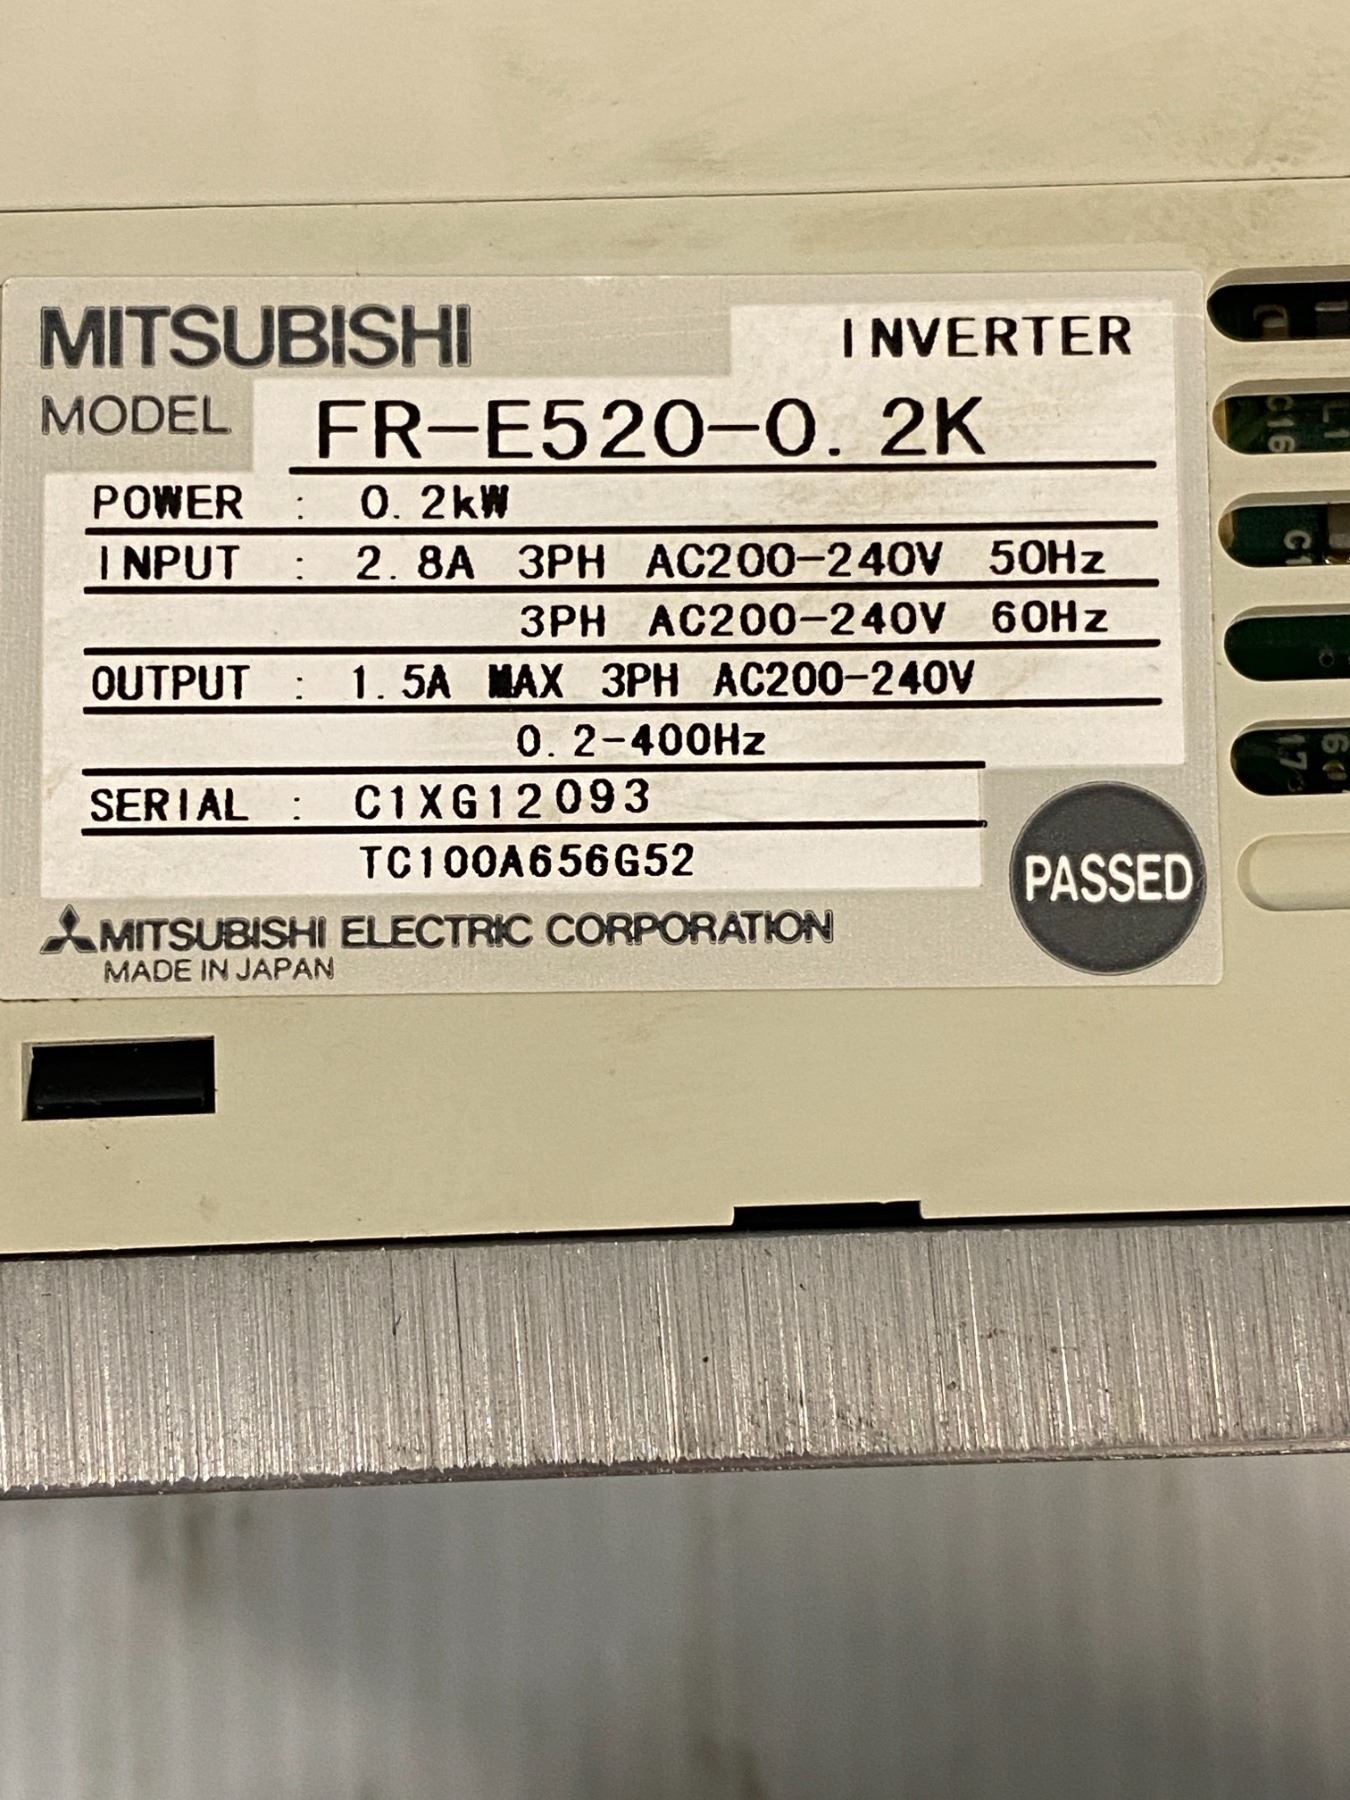 MITSUBISHI INVERTER
MODEL FR-E520-0.2K
POWER : 0.2kW
INPUT : 2.8A 3PH AC200-240V 50Hz
3PH AC200-240V 60Hz
OUTPUT : 1.5A MAX 3PH AC200-240V
0.2-400Hz
SERIAL : C1XG12093
TC100A656G52
PASSED
MITSUBISHI ELECTRIC CORPORATION
MADE IN JAPAN
C16
L1